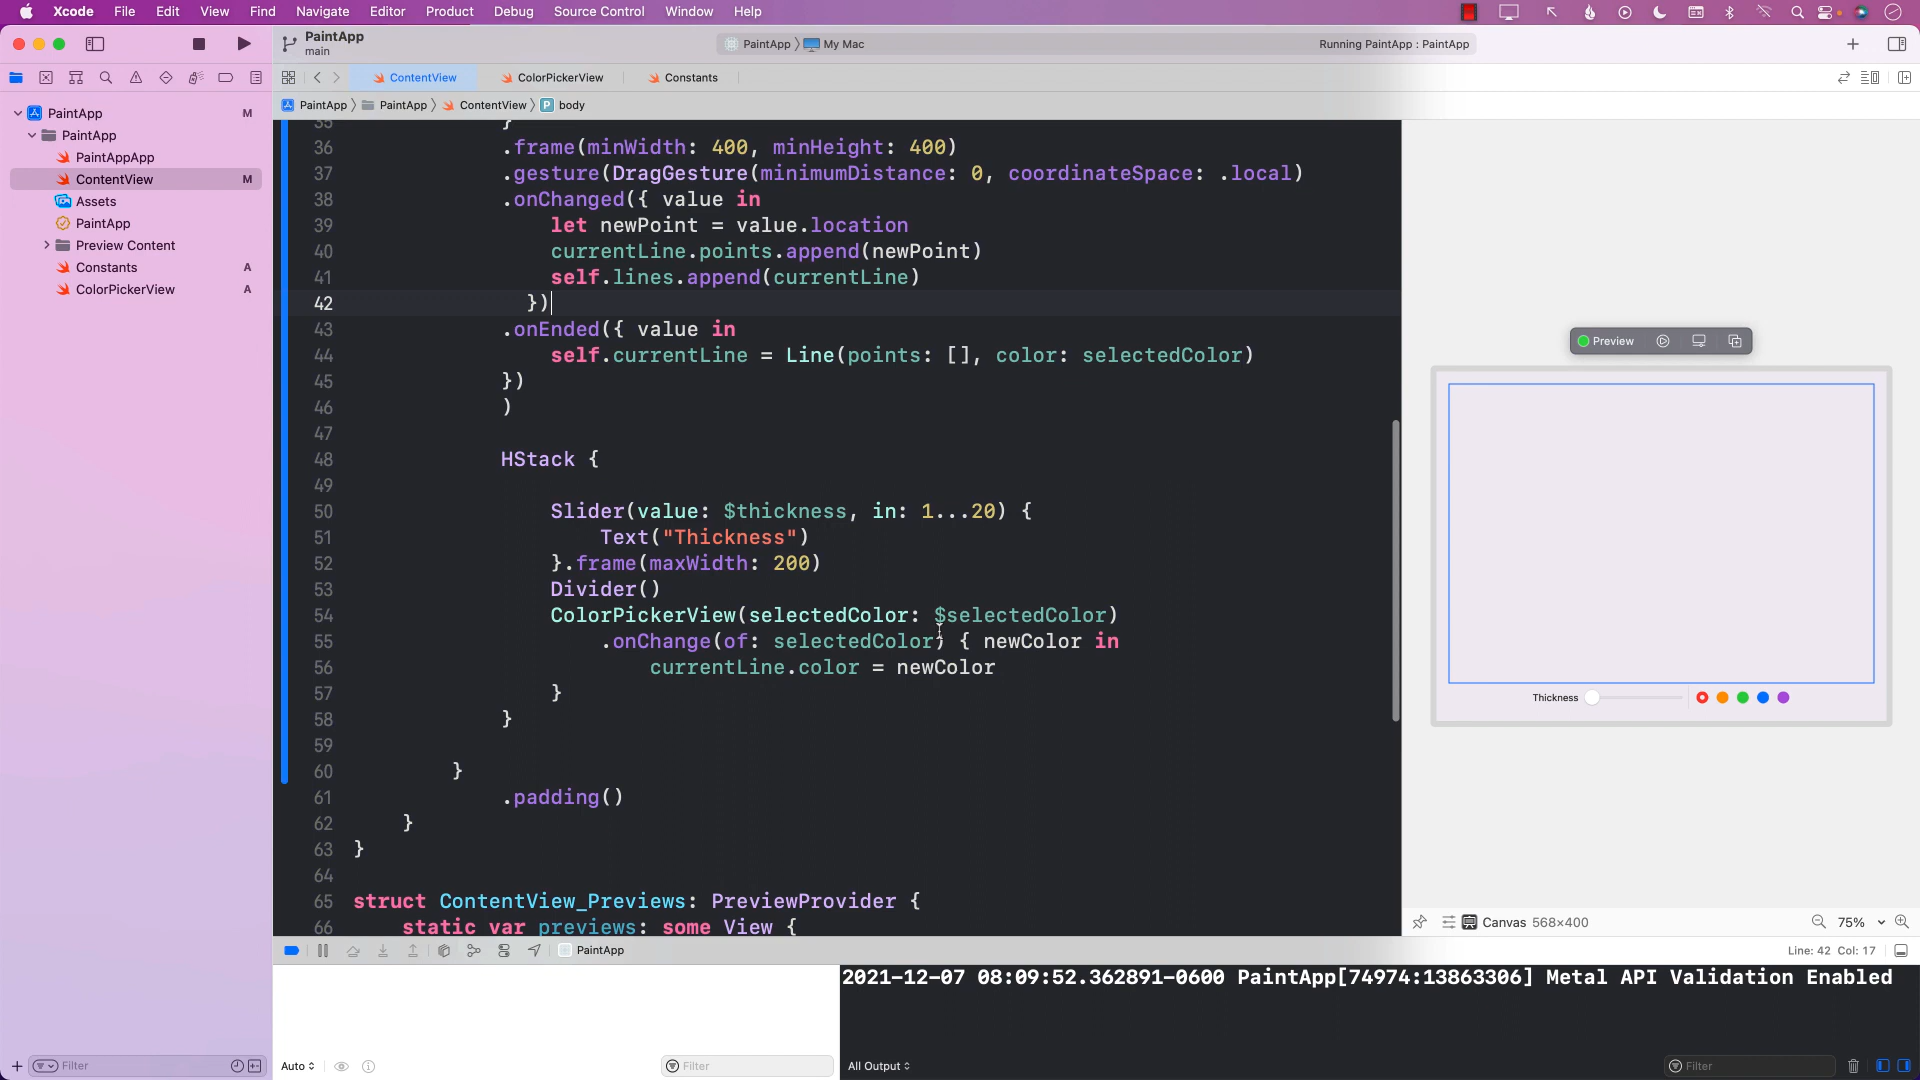 Xcode File Edit View Find Navigate Editor Product Debug Source Control Window Help
PaintApp
main
PaintApp My Mac
Running PaintApp : PaintApp
ContentView ColorPickerView Constants
PaintApp PaintApp ContentView P body
PaintApp M
PaintApp
PaintAppApp
ContentView M
Assets
PaintApp
Preview Content
Constants A
ColorPickerView A
35 }
36 .frame(minWidth: 400, minHeight: 400)
37 .gesture(DragGesture(minimumDistance: 0, coordinateSpace: .local)
38 .onChanged({ value in
39 let newPoint = value.location
40 currentLine.points.append(newPoint)
41 self.lines.append(currentLine)
42 })
43 .onEnded({ value in
44 self.currentLine = Line(points: [], color: selectedColor)
45 })
46 )
47
48 HStack {
49
50 Slider(value: $thickness, in: 1...20) {
51 Text("Thickness")
52 }.frame(maxWidth: 200)
53 Divider()
54 ColorPickerView(selectedColor: $selectedColor)
55 .onChange(of: selectedColor) { newColor in
56 currentLine.color = newColor
57 }
58 }
59
60 }
61 .padding()
62 }
63 }
64
65 struct ContentView_Previews: PreviewProvider {
66 static var previews: some View {
Preview
Thickness
Canvas 568×400
75%
PaintApp
Line: 42 Col: 17
2021-12-07 08:09:52.362891-0600 PaintApp[74974:13863306] Metal API Validation Enabled
Filter
Auto
Filter
All Output
Filter